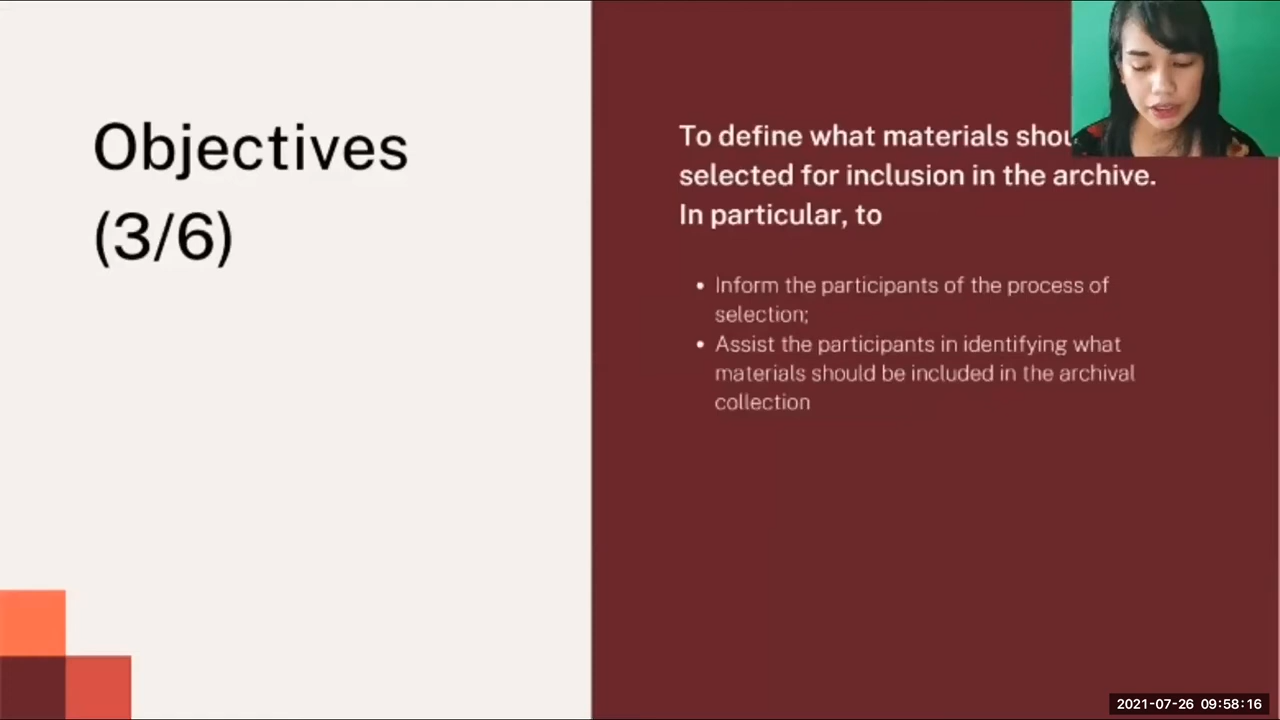 Objectives
(3/6)
To define what materials
selected for inclusion in the archive.
In particular, to
• Inform the participants of the process of
selection;
• Assist the participants in identifying what
materials should be included in the archival
collection
2021-07-26 09:58:16